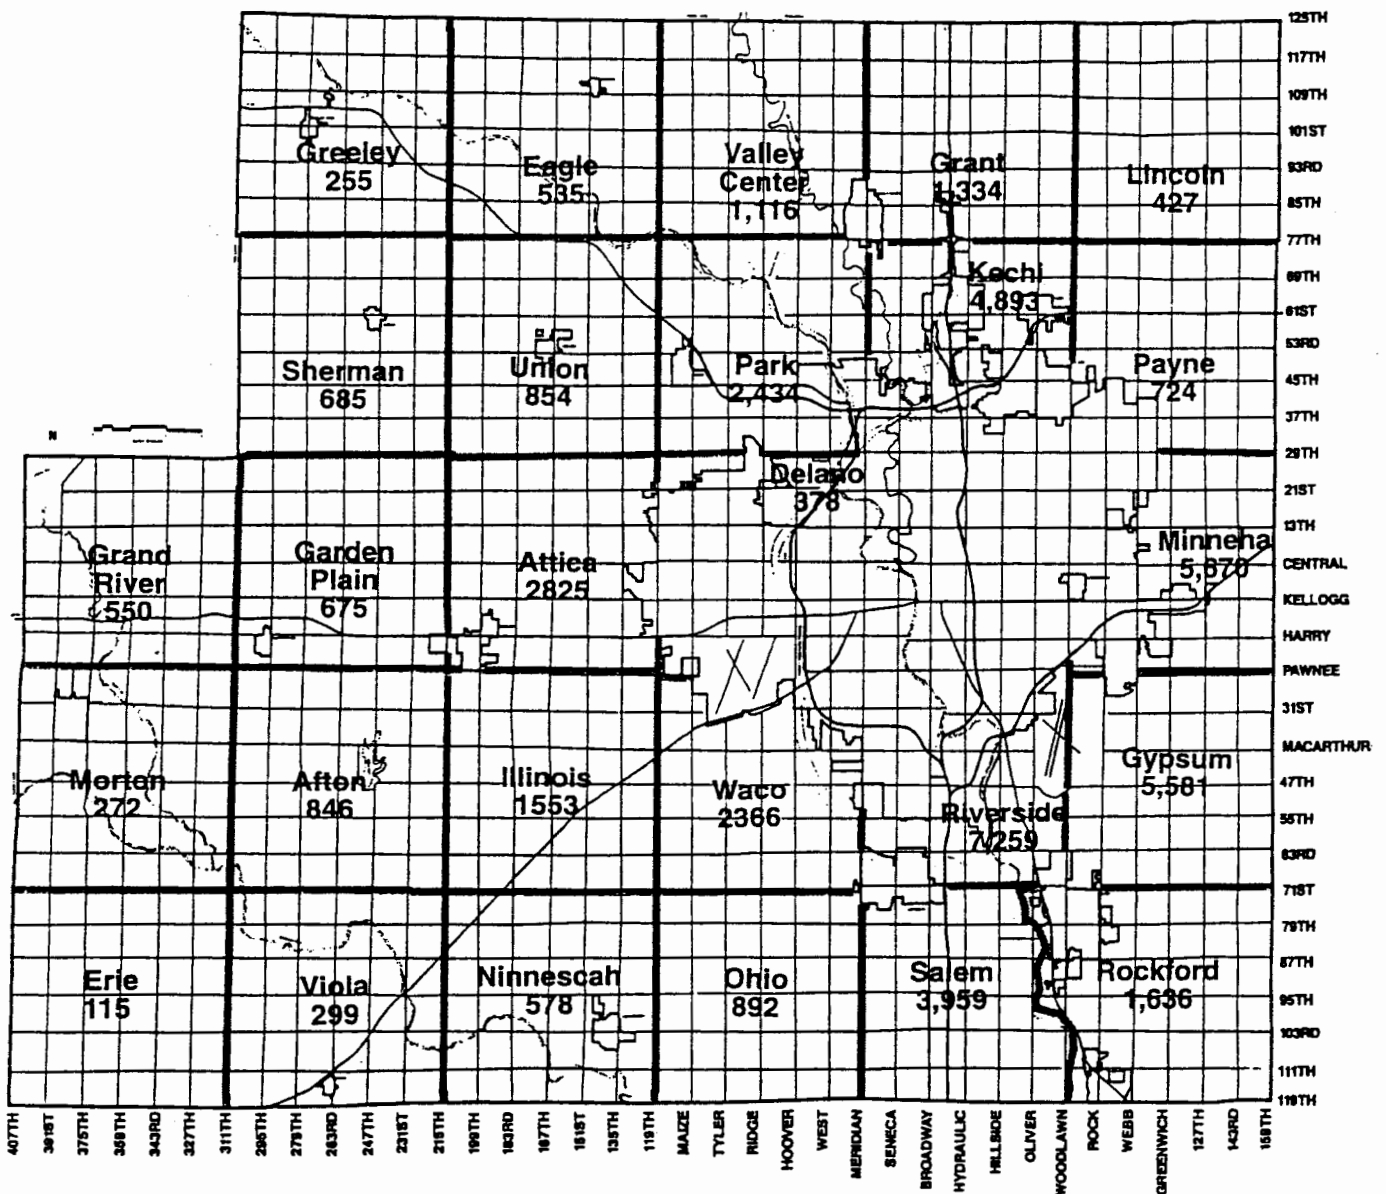 125TH
117TH
109TH
101ST
93RD
85TH
77TH
69TH
61ST
53RD
45TH
37TH
29TH
21ST
13TH
CENTRAL
KELLOGG
HARRY
PAWNEE
31ST
MACARTHUR
47TH
55TH
63RD
71ST
79TH
87TH
95TH
103RD
111TH
119TH
Greeley
255
Eagle
535
Valley
Center
1,116
Grant
1,334
Lincoln
427
Sherman
685
Union
854
Park
2,434
Kechi
4,893
Payne
724
N
Grand
River
550
Garden
Plain
675
Attica
2825
Delano
378
Minneha
5,670
Morton
272
Afton
846
Illinois
1553
Waco
2366
Riverside
7,259
Gypsum
5,581
Erie
115
Viola
299
Ninnescah
578
Ohio
892
Salem
3,959
Rockford
1,636
407TH
391ST
375TH
359TH
343RD
327TH
311TH
295TH
279TH
263RD
247TH
231ST
215TH
199TH
183RD
167TH
151ST
135TH
119TH
MAIZE
TYLER
RIDGE
HOOVER
WEST
MERIDIAN
SENECA
BROADWAY
HYDRAULIC
HILLSIDE
OLIVER
WOODLAWN
ROCK
WEBB
GREENWICH
127TH
143RD
159TH